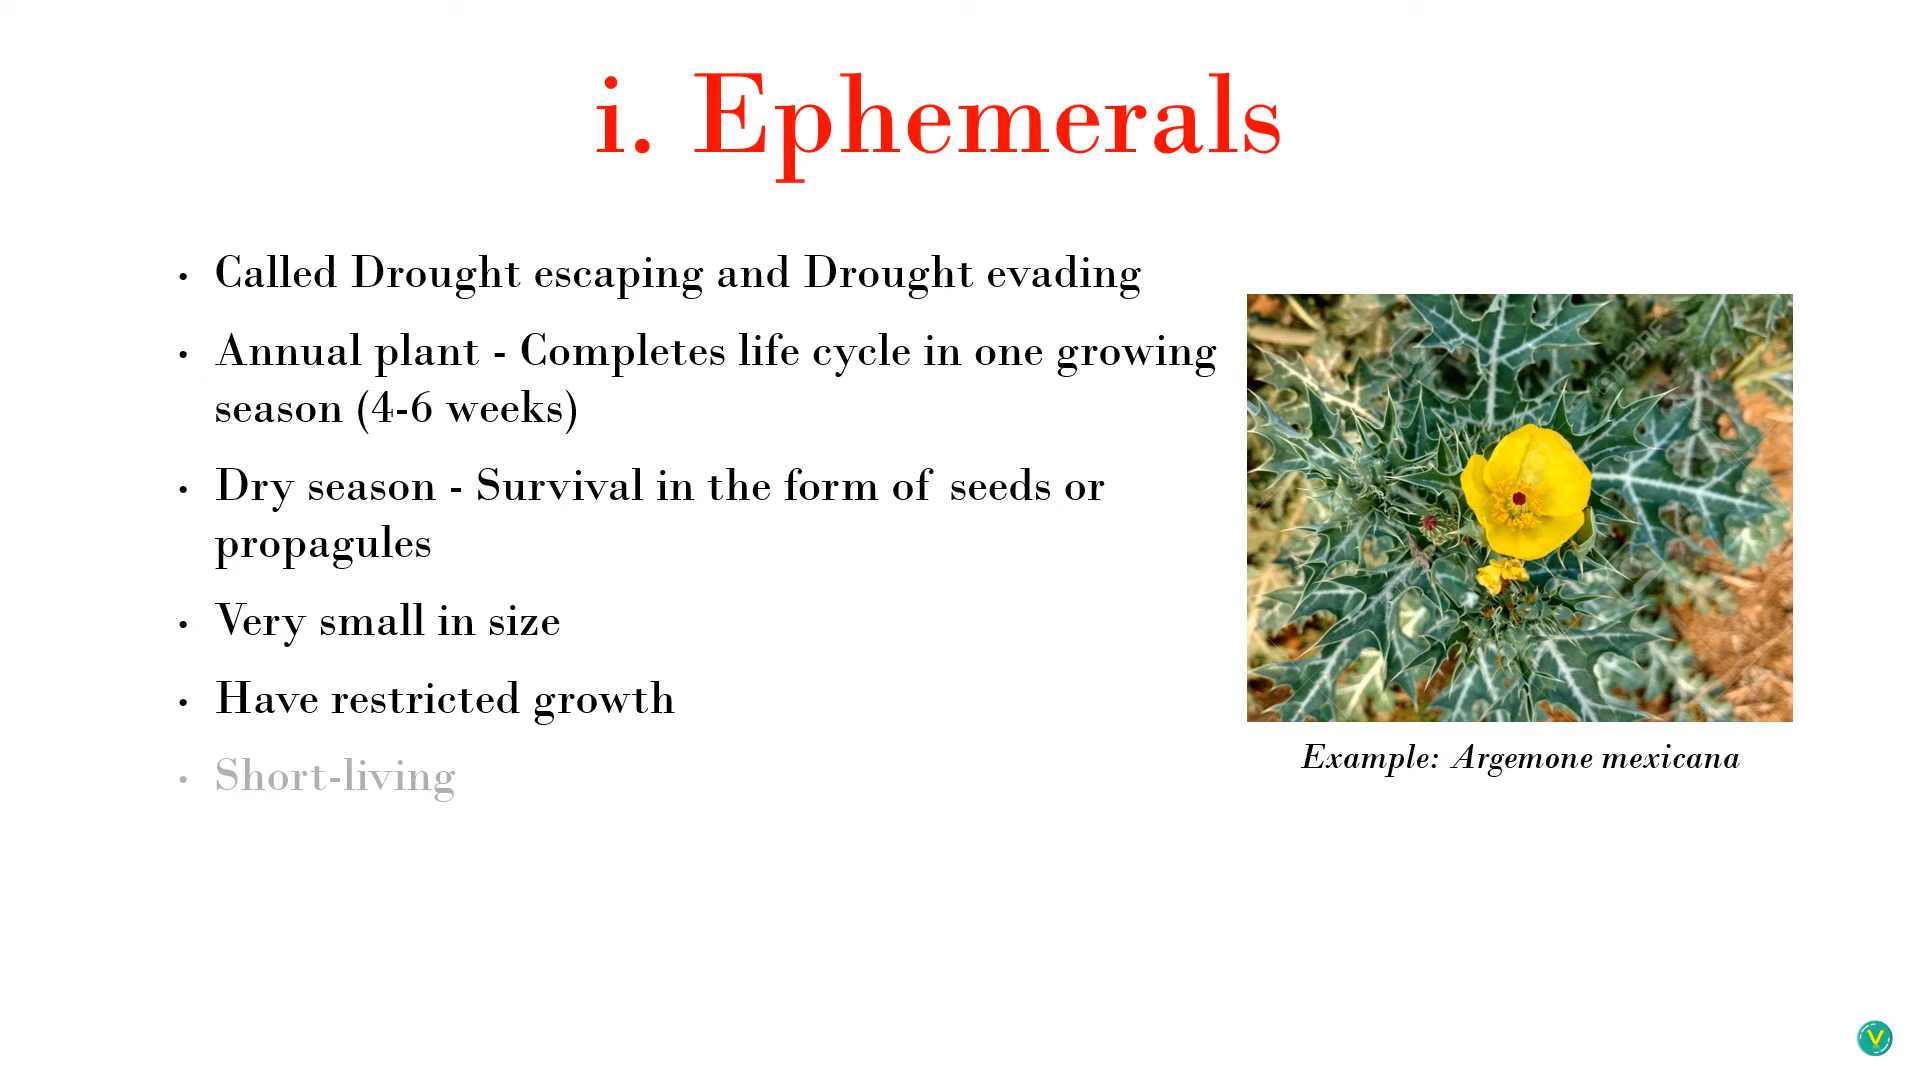 i. Ephemerals
• Called Drought escaping and Drought evading
• Annual plant - Completes life cycle in one growing
season (4-6 weeks)
• Dry season - Survival in the form of seeds or
propagules
• Very small in size
• Have restricted growth
• Short-living
Example: Argemone mexicana
V